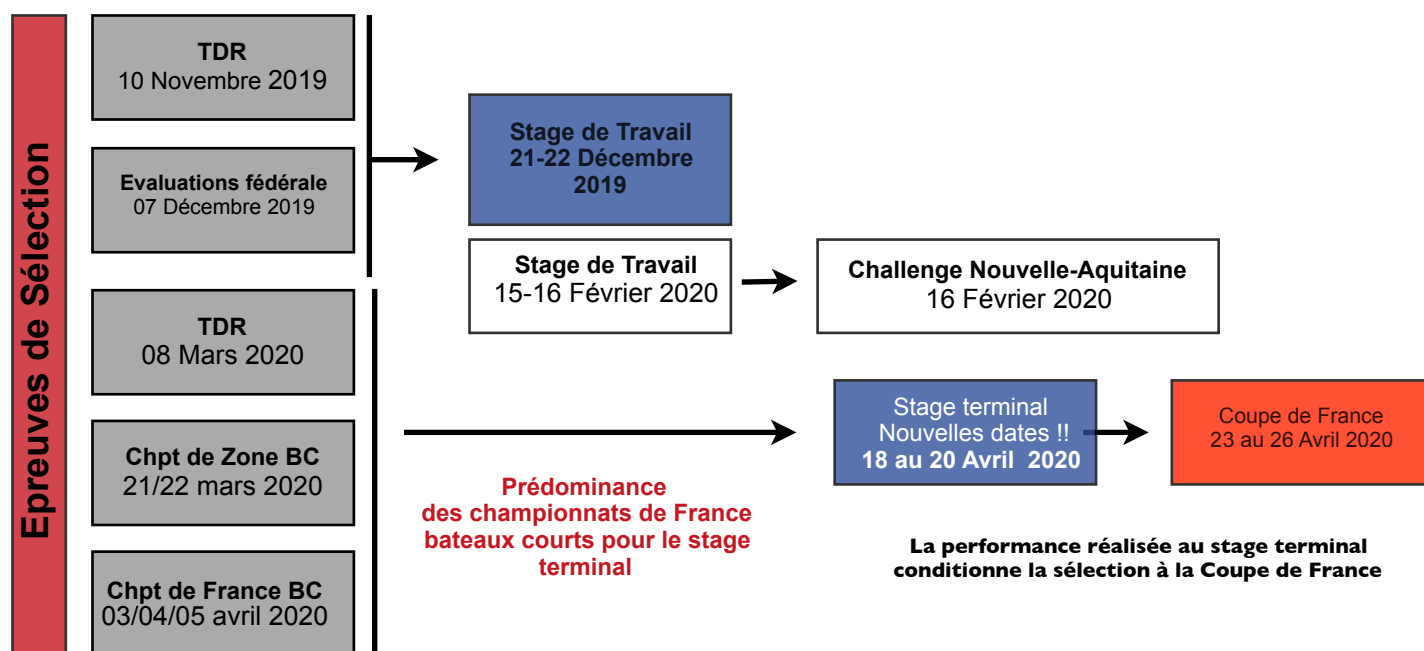 Epreuves de Sélection
TDR
10 Novembre 2019
Evaluations fédérale
07 Décembre 2019
TDR
08 Mars 2020
Chpt de Zone BC
21/22 mars 2020
Chpt de France BC
03/04/05 avril 2020
Stage de Travail
21-22 Décembre
2019
Stage de Travail
15-16 Février 2020
Challenge Nouvelle-Aquitaine
16 Février 2020
Prédominance
des championnats de France
bateaux courts pour le stage
terminal
Stage terminal
Nouvelles dates !!
18 au 20 Avril 2020
Coupe de France
23 au 26 Avril 2020
La performance réalisée au stage terminal
conditionne la sélection à la Coupe de France